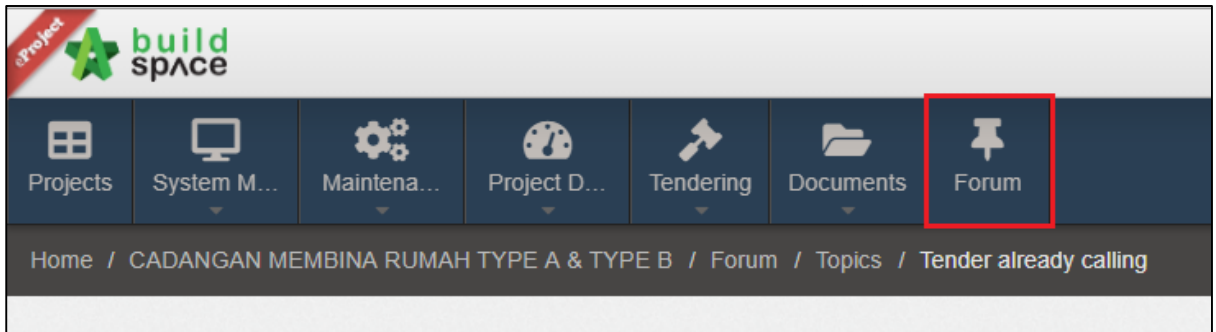 eProject
build
spΛce
Projects
System M...
Maintena...
Project D...
Tendering
Documents
Forum
Home / CADANGAN MEMBINA RUMAH TYPE A & TYPE B / Forum / Topics / Tender already calling